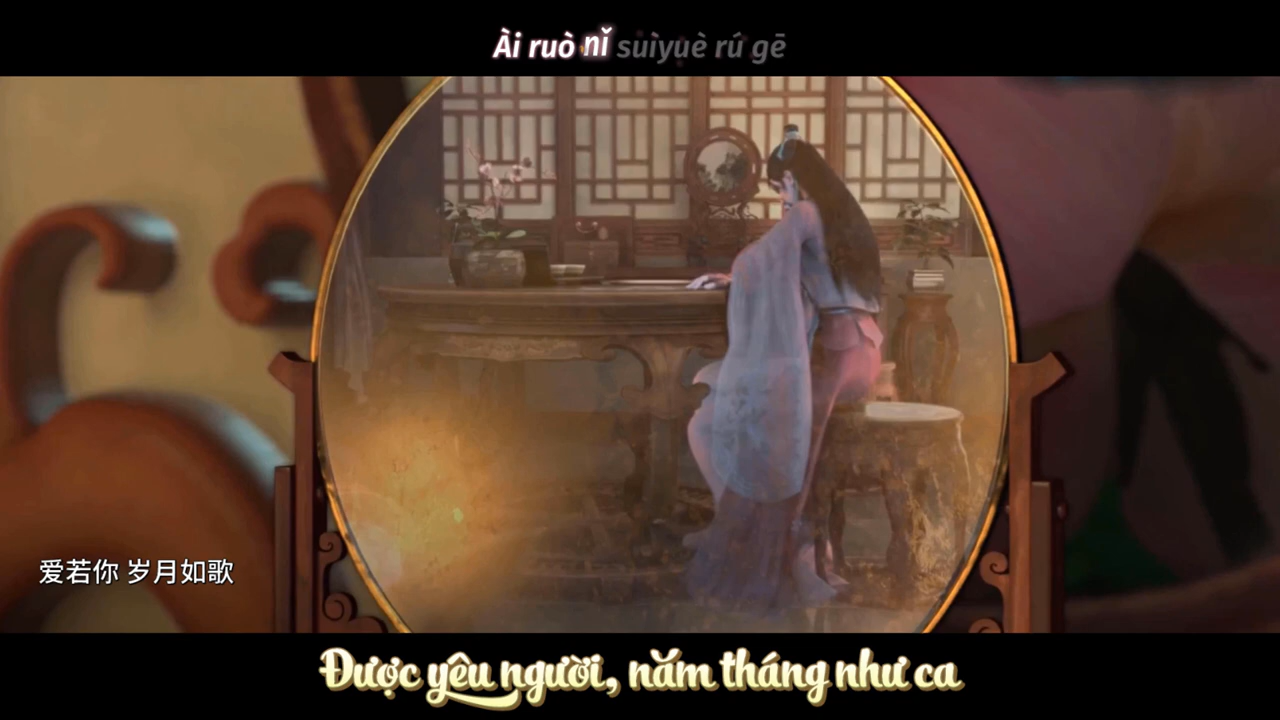 Ài ruò nǐ suìyuè rú gē
爱若你 岁月如歌
Được yêu người, năm tháng như ca